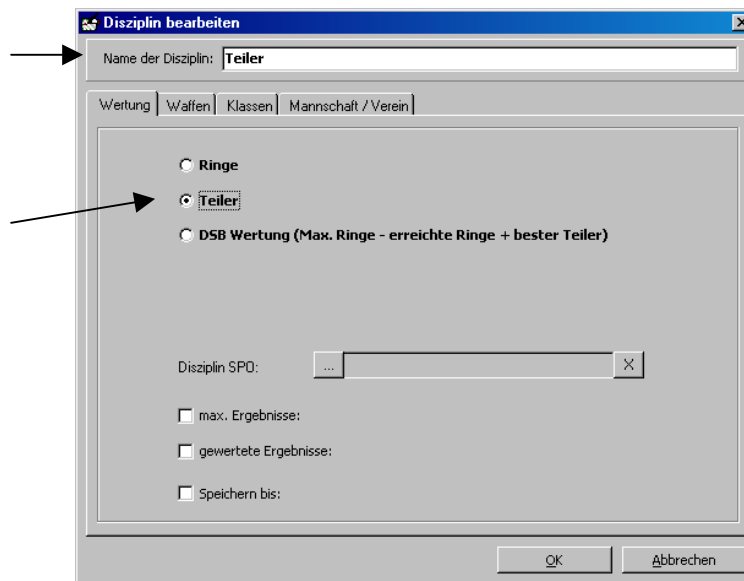 Disziplin bearbeiten
Name der Disziplin: Teiler
Wertung Waffen Klassen Mannschaft / Verein
Ringe
Teiler
DSB Wertung (Max. Ringe - erreichte Ringe + bester Teiler)
Disziplin SPO: ... X
max. Ergebnisse:
gewertete Ergebnisse:
Speichern bis:
OK Abbrechen